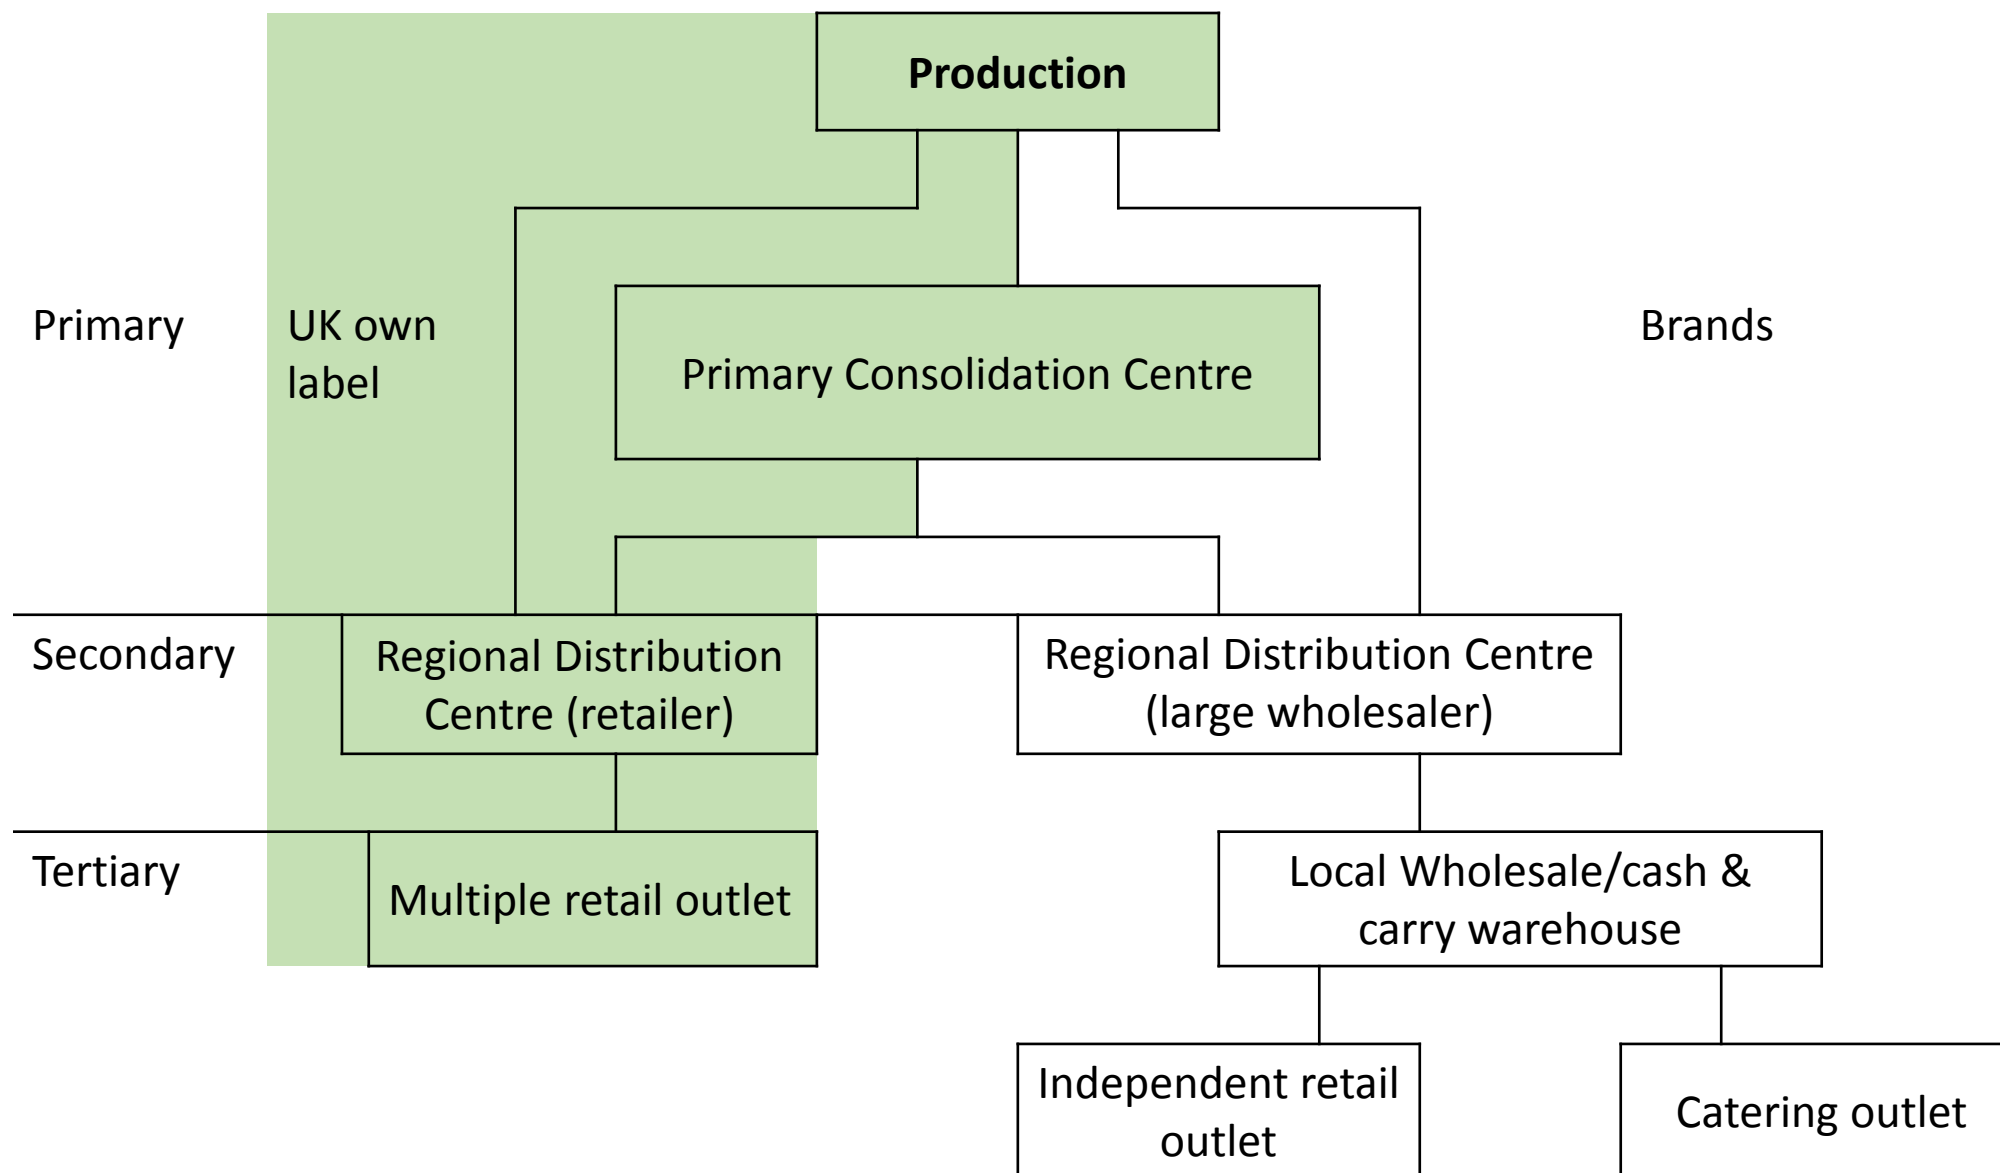 Production
Primary
UK own
label
Primary Consolidation Centre
Brands
Secondary
Regional Distribution
Centre (retailer)
Regional Distribution Centre
(large wholesaler)
Tertiary
Multiple retail outlet
Local Wholesale/cash &
carry warehouse
Independent retail
outlet
Catering outlet